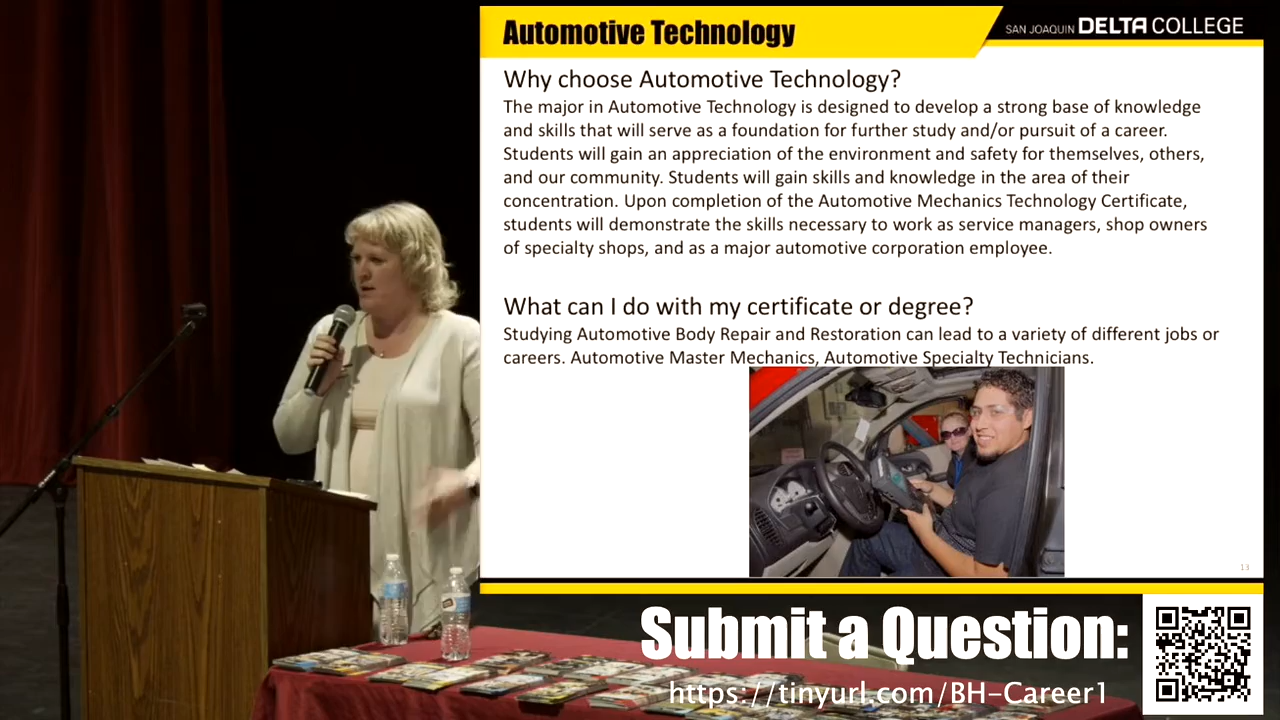 Automotive Technology
SAN JOAQUIN DELTA COLLEGE
Why choose Automotive Technology?
The major in Automotive Technology is designed to develop a strong base of knowledge
and skills that will serve as a foundation for further study and/or pursuit of a career.
Students will gain an appreciation of the environment and safety for themselves, others,
and our community. Students will gain skills and knowledge in the area of their
concentration. Upon completion of the Automotive Mechanics Technology Certificate,
students will demonstrate the skills necessary to work as service managers, shop owners
of specialty shops, and as a major automotive corporation employee.
What can I do with my certificate or degree?
Studying Automotive Body Repair and Restoration can lead to a variety of different jobs or
careers. Automotive Master Mechanics, Automotive Specialty Technicians.
13
Submit a Question:
https://tinyurl.com/BH-Career1